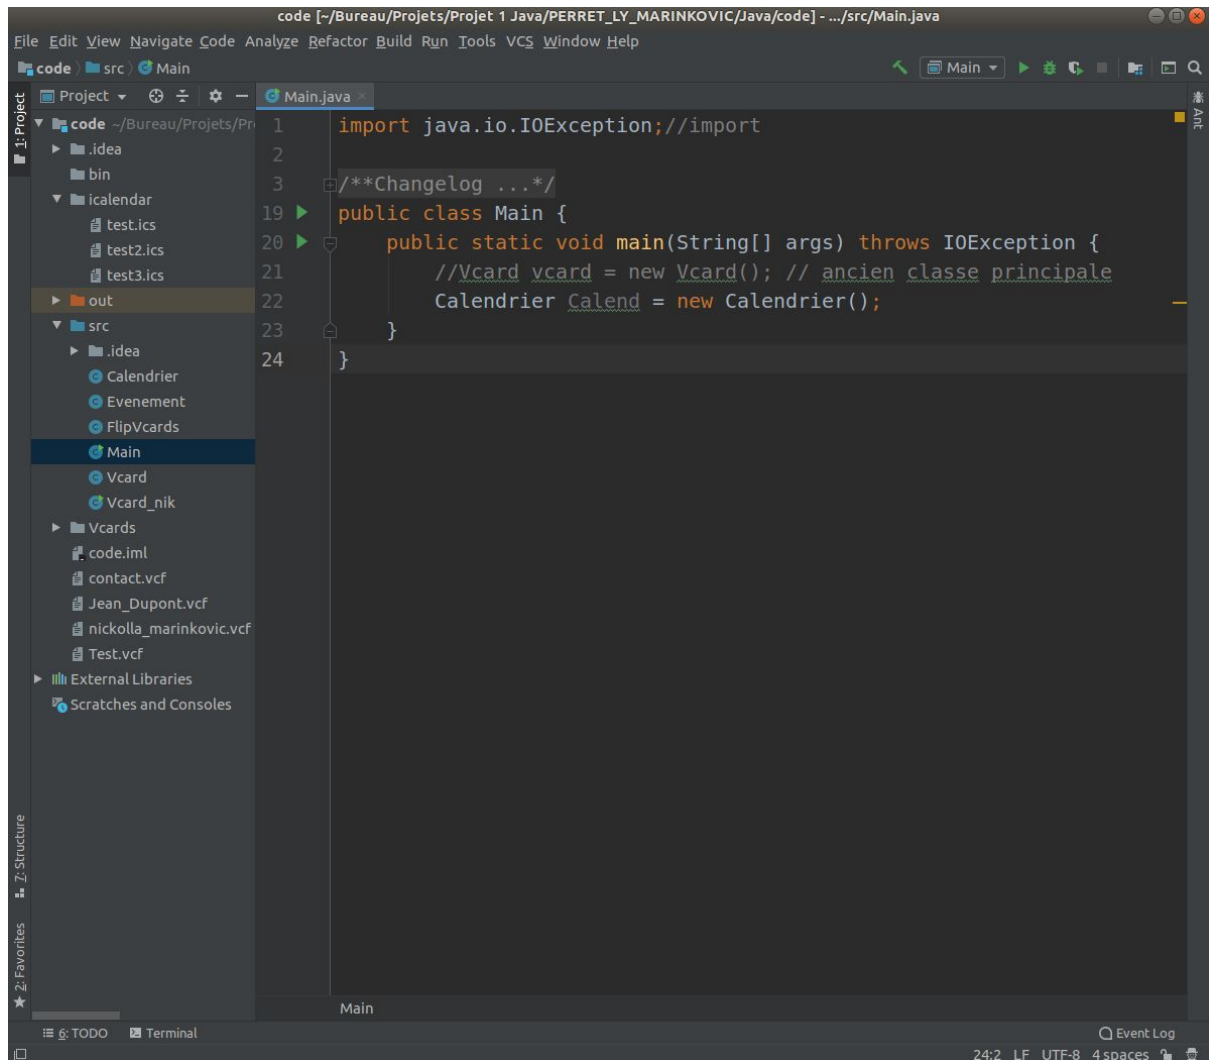 code [~/Bureau/Projets/Projet 1 Java/PERRET_LY_MARINKOVIC/Java/code] - .../src/Main.java
File Edit View Navigate Code Analyze Refactor Build Run Tools VCS Window Help
code src Main Main
Project Main.java
1: Project
Ant
code ~/Bureau/Projets/Pr
.idea
bin
icalendar
test.ics
test2.ics
test3.ics
out
src
.idea
Calendrier
Evenement
FlipVcards
Main
Vcard
Vcard_nik
Vcards
code.iml
contact.vcf
Jean_Dupont.vcf
nickolla_marinkovic.vcf
Test.vcf
External Libraries
Scratches and Consoles
1 import java.io.IOException;//import
2
3 /**Changelog ...*/
19 public class Main {
20 public static void main(String[] args) throws IOException {
21 //Vcard vcard = new Vcard(); // ancien classe principale
22 Calendrier Calend = new Calendrier();
23 }
24 }
7: Structure
2: Favorites
Main
6: TODO Terminal Event Log
24:2 LF UTF-8 4 spaces